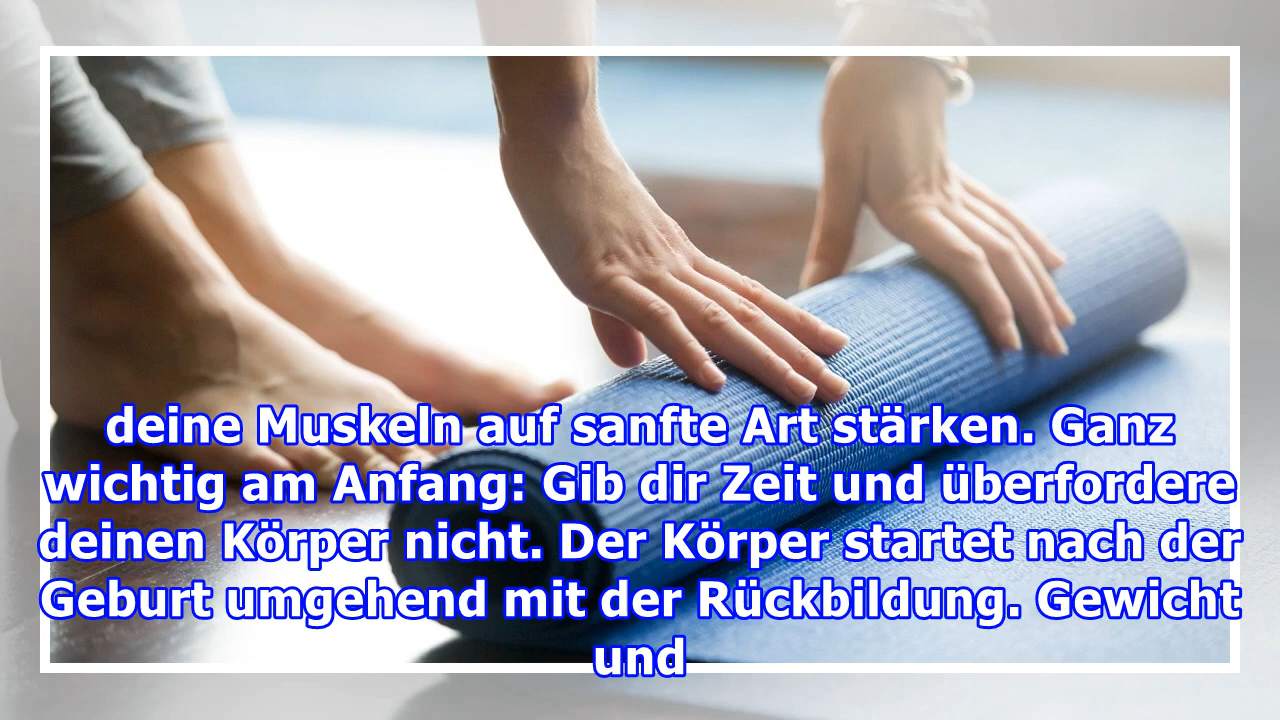 deine Muskeln auf sanfte Art stärken. Ganz
wichtig am Anfang: Gib dir Zeit und überfordere
deinen Körper nicht. Der Körper startet nach der
Geburt umgehend mit der Rückbildung. Gewicht
und